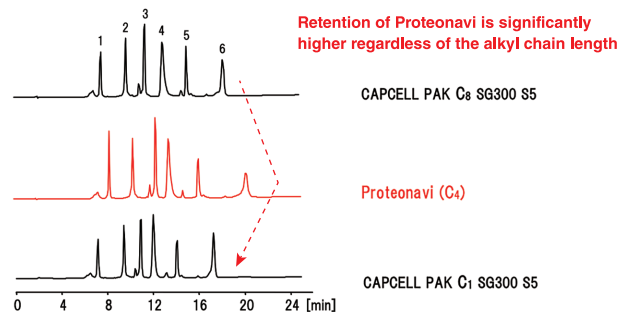 Retention of Proteonavi is significantly
higher regardless of the alkyl chain length
1 2 3 4 5 6
CAPCELL PAK C₈ SG300 S5
Proteonavi (C₄)
CAPCELL PAK C₁ SG300 S5
0 4 8 12 16 20 24 [min]